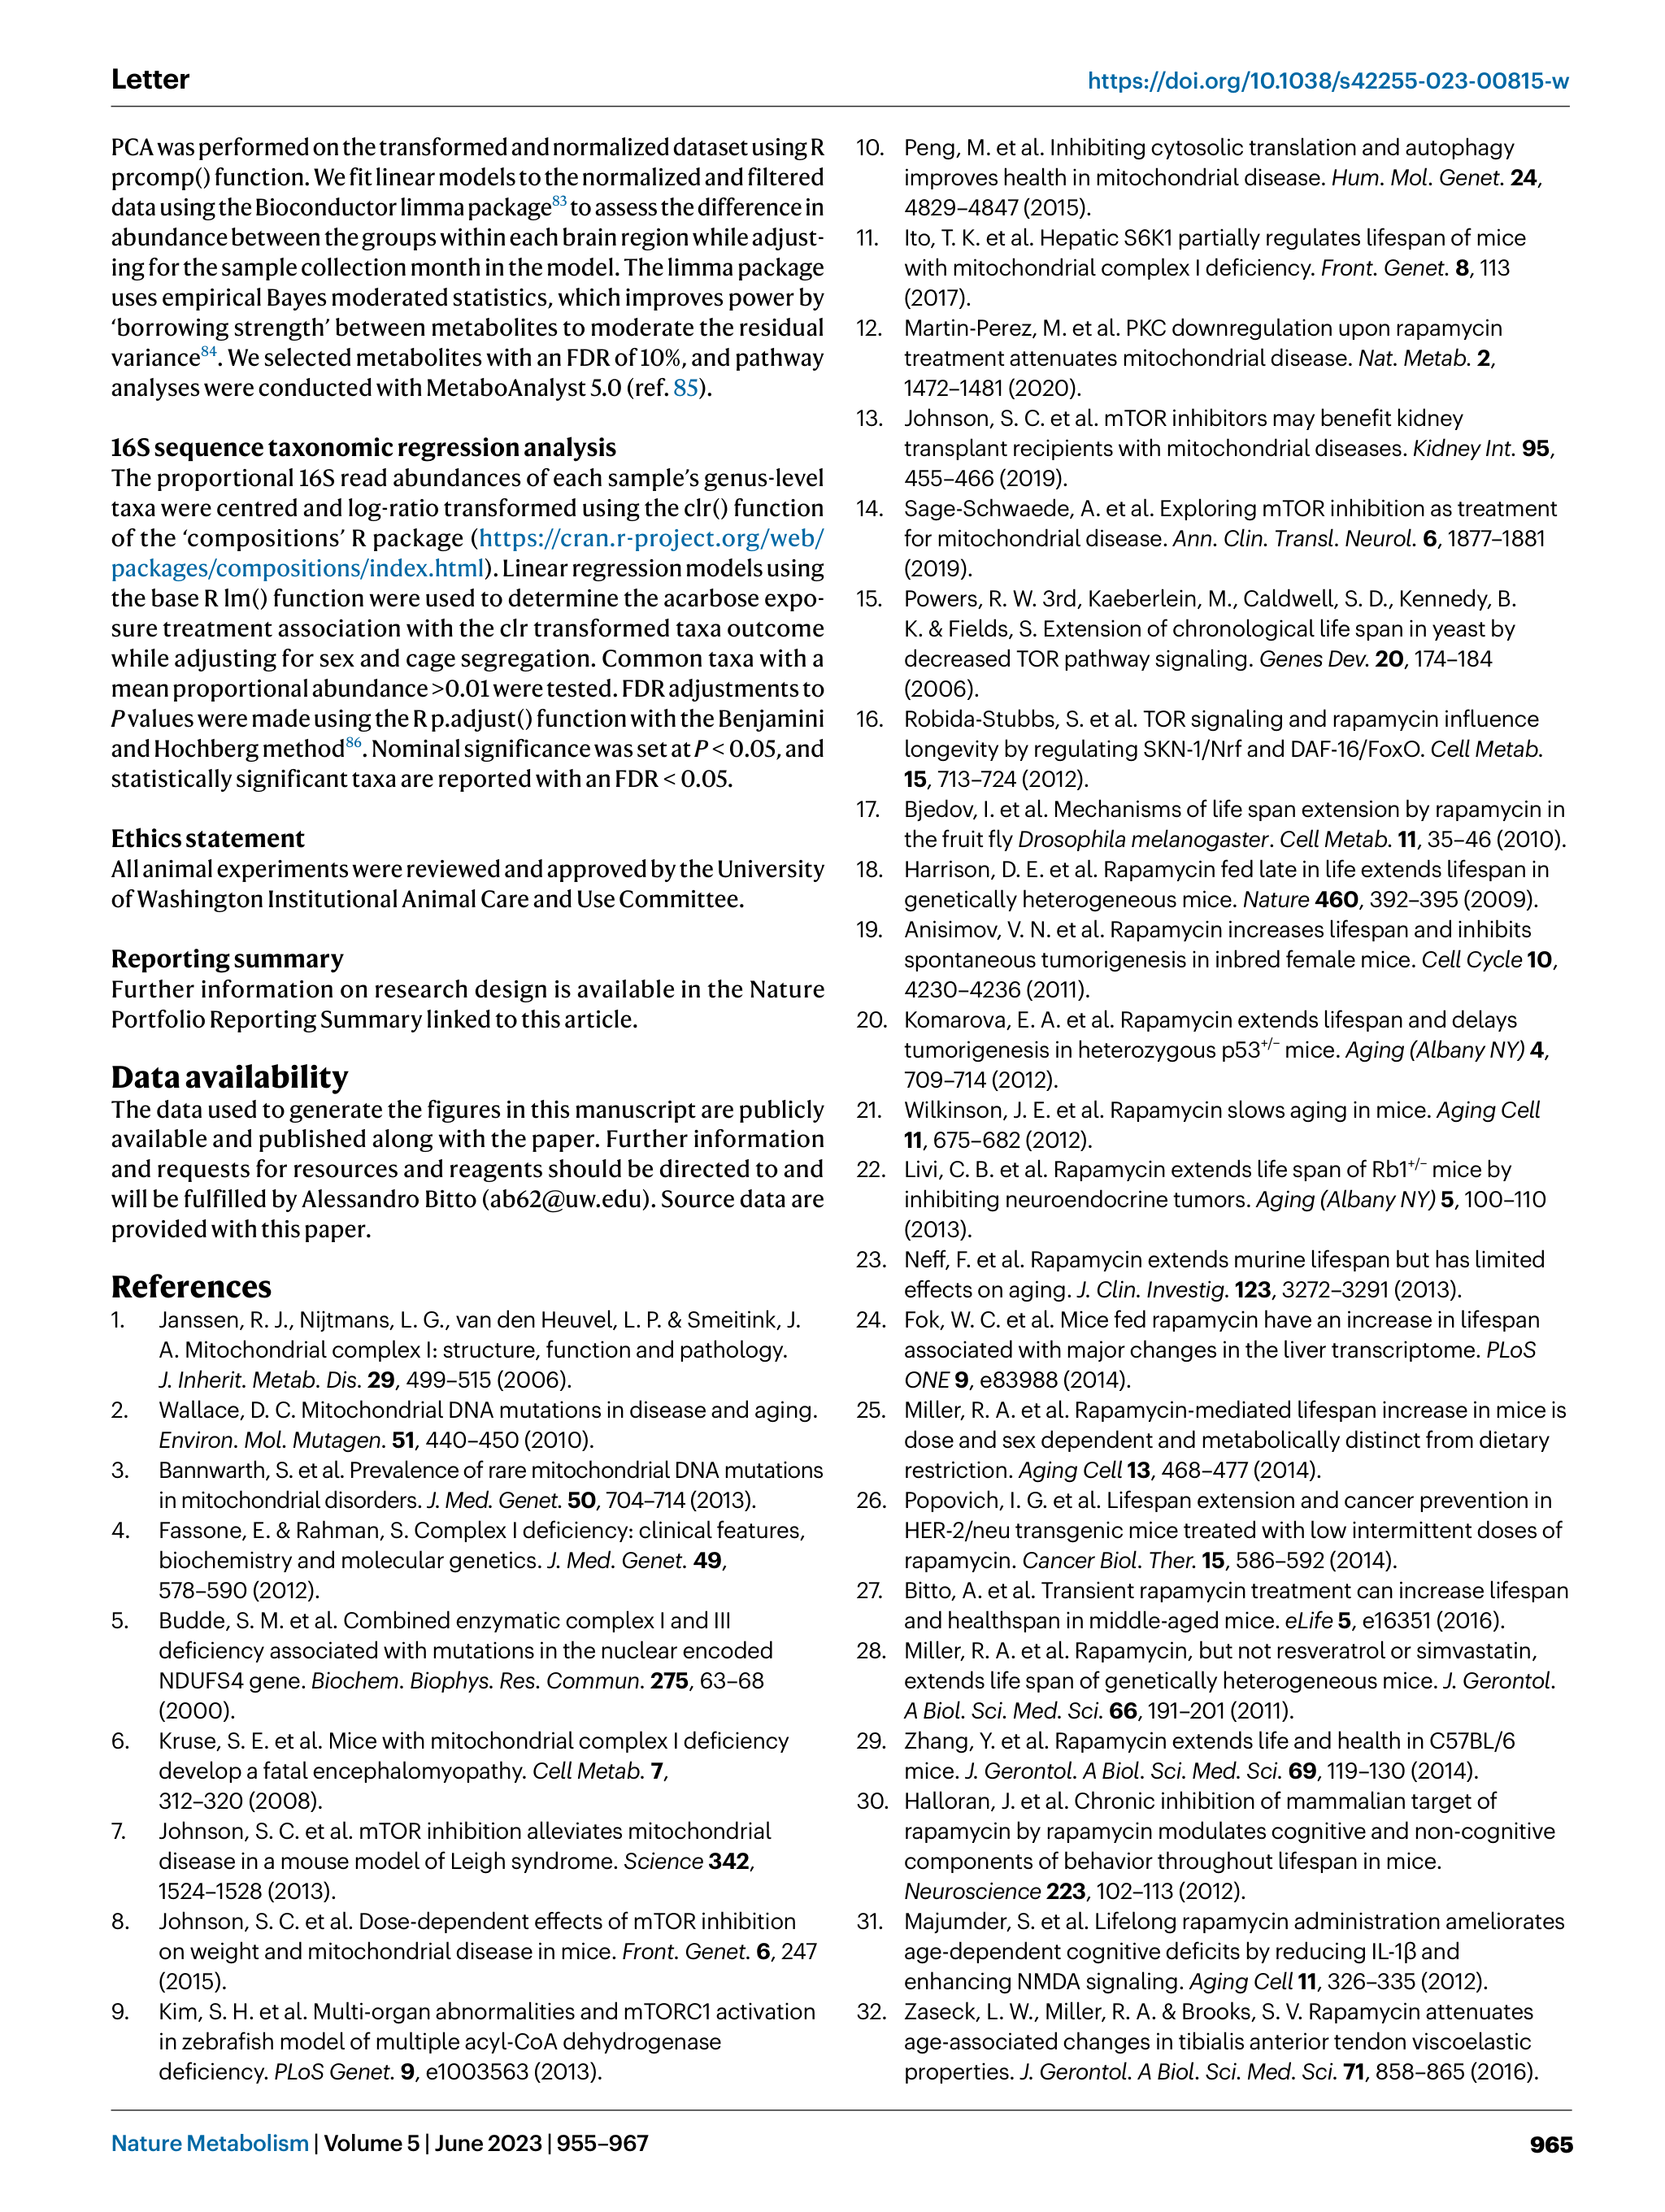 Letter
https://doi.org/10.1038/s42255-023-00815-w
PCA was performed on the transformed and normalized dataset using R
prcomp() function. We fit linear models to the normalized and filtered
data using the Bioconductor limma package83 to assess the difference in
abundance between the groups within each brain region while adjust-
ing for the sample collection month in the model. The limma package
uses empirical Bayes moderated statistics, which improves power by
‘borrowing strength’ between metabolites to moderate the residual
variance84. We selected metabolites with an FDR of 10%, and pathway
analyses were conducted with MetaboAnalyst 5.0 (ref. 85).
16S sequence taxonomic regression analysis
The proportional 16S read abundances of each sample’s genus-level
taxa were centred and log-ratio transformed using the clr() function
of the ‘compositions’ R package (https://cran.r-project.org/web/
packages/compositions/index.html). Linear regression models using
the base R lm() function were used to determine the acarbose expo-
sure treatment association with the clr transformed taxa outcome
while adjusting for sex and cage segregation. Common taxa with a
mean proportional abundance >0.01 were tested. FDR adjustments to
P values were made using the R p.adjust() function with the Benjamini
and Hochberg method86. Nominal significance was set at P < 0.05, and
statistically significant taxa are reported with an FDR < 0.05.
Ethics statement
All animal experiments were reviewed and approved by the University
of Washington Institutional Animal Care and Use Committee.
Reporting summary
Further information on research design is available in the Nature
Portfolio Reporting Summary linked to this article.
Data availability
The data used to generate the figures in this manuscript are publicly
available and published along with the paper. Further information
and requests for resources and reagents should be directed to and
will be fulfilled by Alessandro Bitto (ab62@uw.edu). Source data are
provided with this paper.
References
1. Janssen, R. J., Nijtmans, L. G., van den Heuvel, L. P. & Smeitink, J.
A. Mitochondrial complex I: structure, function and pathology.
J. Inherit. Metab. Dis. 29, 499–515 (2006).
2. Wallace, D. C. Mitochondrial DNA mutations in disease and aging.
Environ. Mol. Mutagen. 51, 440–450 (2010).
3. Bannwarth, S. et al. Prevalence of rare mitochondrial DNA mutations
in mitochondrial disorders. J. Med. Genet. 50, 704–714 (2013).
4. Fassone, E. & Rahman, S. Complex I deficiency: clinical features,
biochemistry and molecular genetics. J. Med. Genet. 49,
578–590 (2012).
5. Budde, S. M. et al. Combined enzymatic complex I and III
deficiency associated with mutations in the nuclear encoded
NDUFS4 gene. Biochem. Biophys. Res. Commun. 275, 63–68
(2000).
6. Kruse, S. E. et al. Mice with mitochondrial complex I deficiency
develop a fatal encephalomyopathy. Cell Metab. 7,
312–320 (2008).
7. Johnson, S. C. et al. mTOR inhibition alleviates mitochondrial
disease in a mouse model of Leigh syndrome. Science 342,
1524–1528 (2013).
8. Johnson, S. C. et al. Dose-dependent effects of mTOR inhibition
on weight and mitochondrial disease in mice. Front. Genet. 6, 247
(2015).
9. Kim, S. H. et al. Multi-organ abnormalities and mTORC1 activation
in zebrafish model of multiple acyl-CoA dehydrogenase
deficiency. PLoS Genet. 9, e1003563 (2013).
10. Peng, M. et al. Inhibiting cytosolic translation and autophagy
improves health in mitochondrial disease. Hum. Mol. Genet. 24,
4829–4847 (2015).
11. Ito, T. K. et al. Hepatic S6K1 partially regulates lifespan of mice
with mitochondrial complex I deficiency. Front. Genet. 8, 113
(2017).
12. Martin-Perez, M. et al. PKC downregulation upon rapamycin
treatment attenuates mitochondrial disease. Nat. Metab. 2,
1472–1481 (2020).
13. Johnson, S. C. et al. mTOR inhibitors may benefit kidney
transplant recipients with mitochondrial diseases. Kidney Int. 95,
455–466 (2019).
14. Sage-Schwaede, A. et al. Exploring mTOR inhibition as treatment
for mitochondrial disease. Ann. Clin. Transl. Neurol. 6, 1877–1881
(2019).
15. Powers, R. W. 3rd, Kaeberlein, M., Caldwell, S. D., Kennedy, B.
K. & Fields, S. Extension of chronological life span in yeast by
decreased TOR pathway signaling. Genes Dev. 20, 174–184
(2006).
16. Robida-Stubbs, S. et al. TOR signaling and rapamycin influence
longevity by regulating SKN-1/Nrf and DAF-16/FoxO. Cell Metab.
15, 713–724 (2012).
17. Bjedov, I. et al. Mechanisms of life span extension by rapamycin in
the fruit fly Drosophila melanogaster. Cell Metab. 11, 35–46 (2010).
18. Harrison, D. E. et al. Rapamycin fed late in life extends lifespan in
genetically heterogeneous mice. Nature 460, 392–395 (2009).
19. Anisimov, V. N. et al. Rapamycin increases lifespan and inhibits
spontaneous tumorigenesis in inbred female mice. Cell Cycle 10,
4230–4236 (2011).
20. Komarova, E. A. et al. Rapamycin extends lifespan and delays
tumorigenesis in heterozygous p53+/− mice. Aging (Albany NY) 4,
709–714 (2012).
21. Wilkinson, J. E. et al. Rapamycin slows aging in mice. Aging Cell
11, 675–682 (2012).
22. Livi, C. B. et al. Rapamycin extends life span of Rb1+/− mice by
inhibiting neuroendocrine tumors. Aging (Albany NY) 5, 100–110
(2013).
23. Neff, F. et al. Rapamycin extends murine lifespan but has limited
effects on aging. J. Clin. Investig. 123, 3272–3291 (2013).
24. Fok, W. C. et al. Mice fed rapamycin have an increase in lifespan
associated with major changes in the liver transcriptome. PLoS
ONE 9, e83988 (2014).
25. Miller, R. A. et al. Rapamycin-mediated lifespan increase in mice is
dose and sex dependent and metabolically distinct from dietary
restriction. Aging Cell 13, 468–477 (2014).
26. Popovich, I. G. et al. Lifespan extension and cancer prevention in
HER-2/neu transgenic mice treated with low intermittent doses of
rapamycin. Cancer Biol. Ther. 15, 586–592 (2014).
27. Bitto, A. et al. Transient rapamycin treatment can increase lifespan
and healthspan in middle-aged mice. eLife 5, e16351 (2016).
28. Miller, R. A. et al. Rapamycin, but not resveratrol or simvastatin,
extends life span of genetically heterogeneous mice. J. Gerontol.
A Biol. Sci. Med. Sci. 66, 191–201 (2011).
29. Zhang, Y. et al. Rapamycin extends life and health in C57BL/6
mice. J. Gerontol. A Biol. Sci. Med. Sci. 69, 119–130 (2014).
30. Halloran, J. et al. Chronic inhibition of mammalian target of
rapamycin by rapamycin modulates cognitive and non-cognitive
components of behavior throughout lifespan in mice.
Neuroscience 223, 102–113 (2012).
31. Majumder, S. et al. Lifelong rapamycin administration ameliorates
age-dependent cognitive deficits by reducing IL-1β and
enhancing NMDA signaling. Aging Cell 11, 326–335 (2012).
32. Zaseck, L. W., Miller, R. A. & Brooks, S. V. Rapamycin attenuates
age-associated changes in tibialis anterior tendon viscoelastic
properties. J. Gerontol. A Biol. Sci. Med. Sci. 71, 858–865 (2016).
Nature Metabolism | Volume 5 | June 2023 | 955–967
965